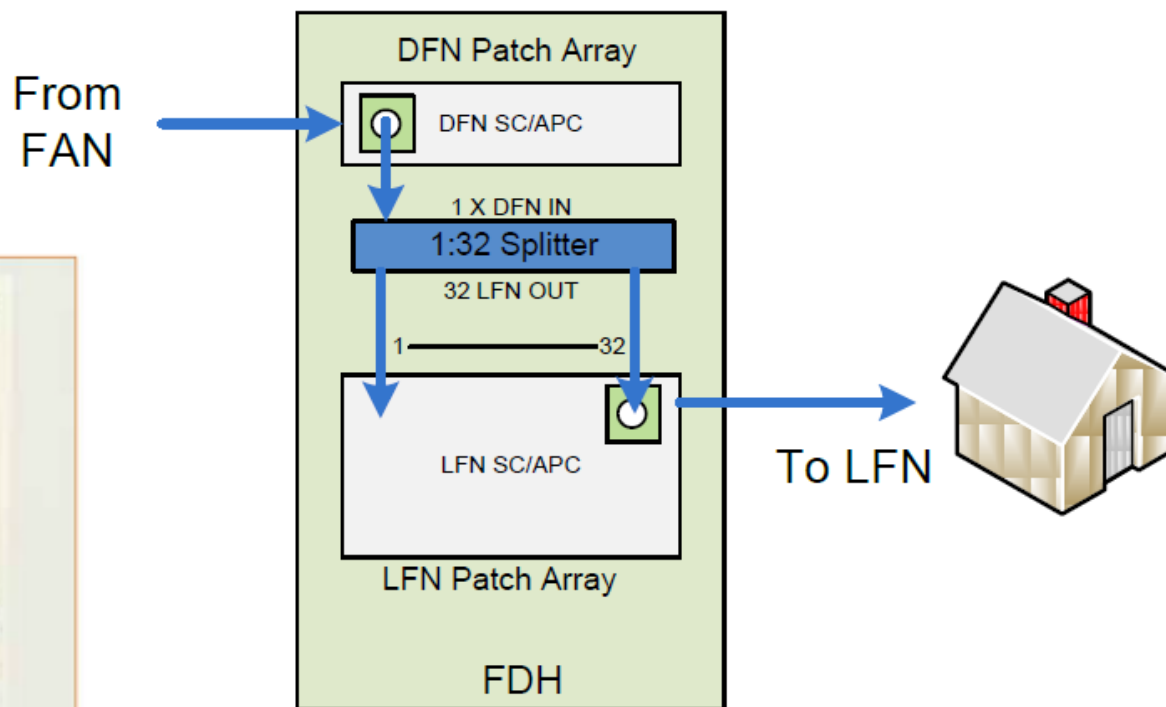 DFN Patch Array
From
FAN
DFN SC/APC
1 X DFN IN
1:32 Splitter
32 LFN OUT
1
32
LFN SC/APC
To LFN
LFN Patch Array
FDH